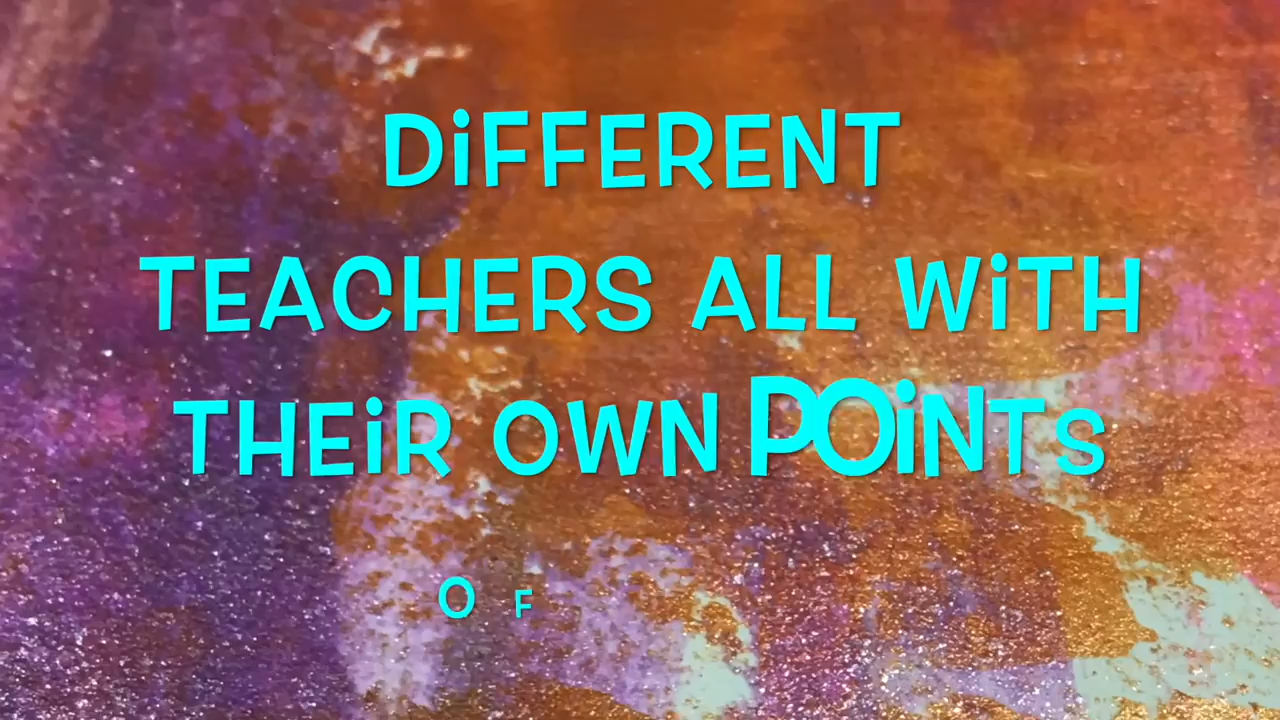 DiFFERENT
TEACHERS ALL WiTH
THEiR OWN POiNTS
OF